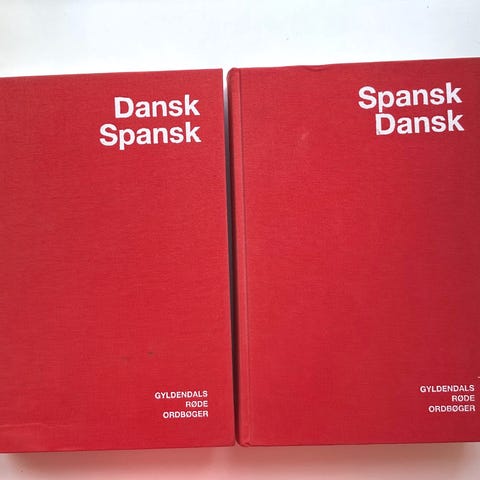 Dansk
Spansk
GYLDENDALS
RØDE
ORDBØGER
Spansk
Dansk
GYLDENDALS
RØDE
ORDBØGER